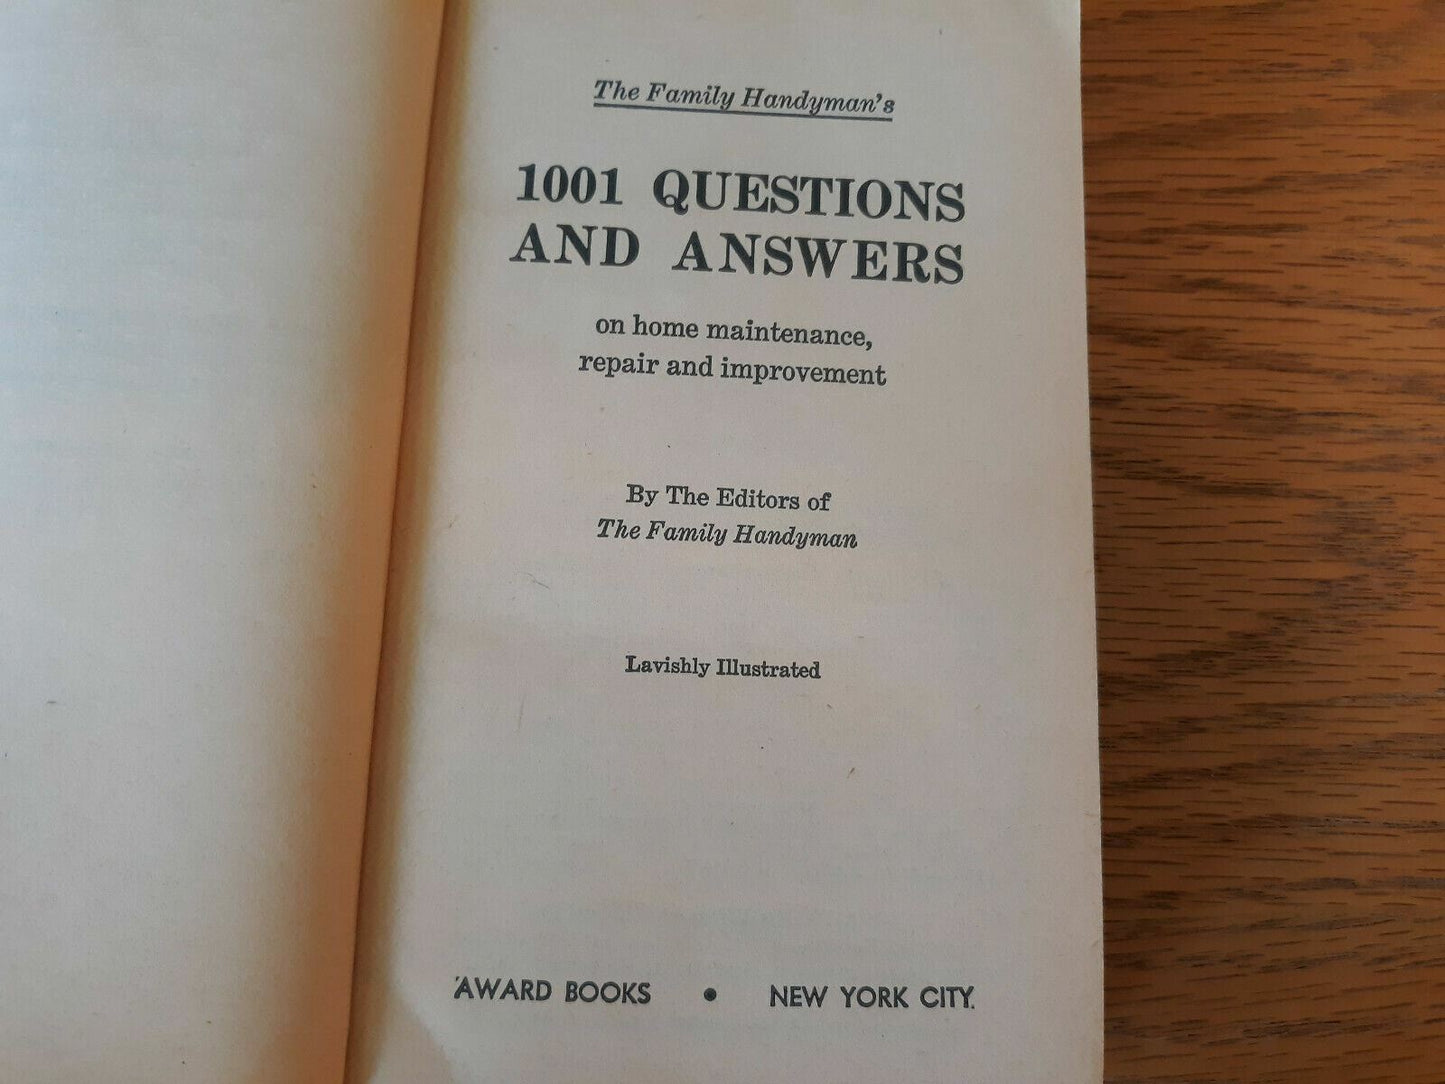 The Family Handyman's
1001 QUESTIONS
AND ANSWERS
on home maintenance,
repair and improvement
By The Editors of
The Family Handyman
Lavishly Illustrated
AWARD BOOKS • NEW YORK CITY